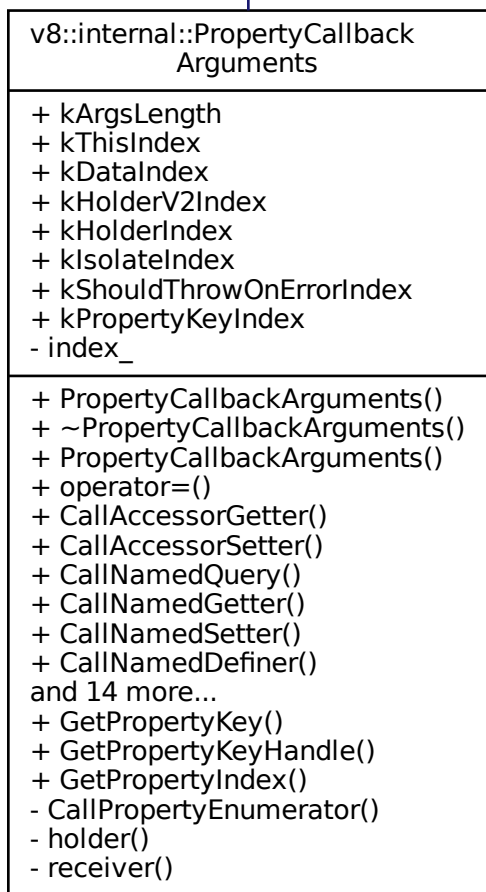 v8::internal::PropertyCallback
Arguments
+ kArgsLength
+ kThisIndex
+ kDataIndex
+ kHolderV2Index
+ kHolderIndex
+ kIsolateIndex
+ kShouldThrowOnErrorIndex
+ kPropertyKeyIndex
- index_
+ PropertyCallbackArguments()
+ ~PropertyCallbackArguments()
+ PropertyCallbackArguments()
+ operator=()
+ CallAccessorGetter()
+ CallAccessorSetter()
+ CallNamedQuery()
+ CallNamedGetter()
+ CallNamedSetter()
+ CallNamedDefiner()
and 14 more...
+ GetPropertyKey()
+ GetPropertyKeyHandle()
+ GetPropertyIndex()
- CallPropertyEnumerator()
- holder()
- receiver()